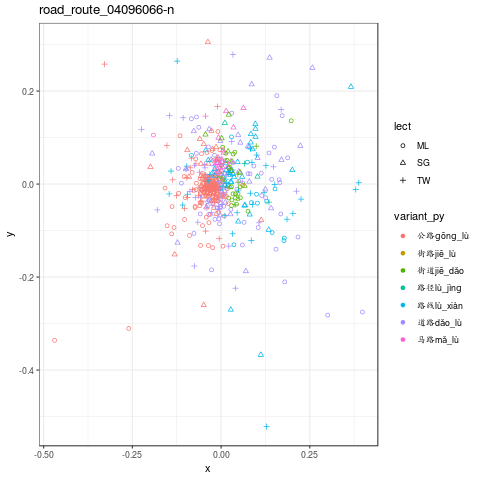 road_route_04096066-n
y
0.2
0.0
-0.2
-0.4
-0.50
-0.25
0.00
0.25
x
lect
ML
SG
TW
variant_py
公路gōng_lù
街路jiē_lù
街道jiē_dǎo
路径lù_jìng
路线lù_xiàn
道路dǎo_lù
马路mǎ_lù